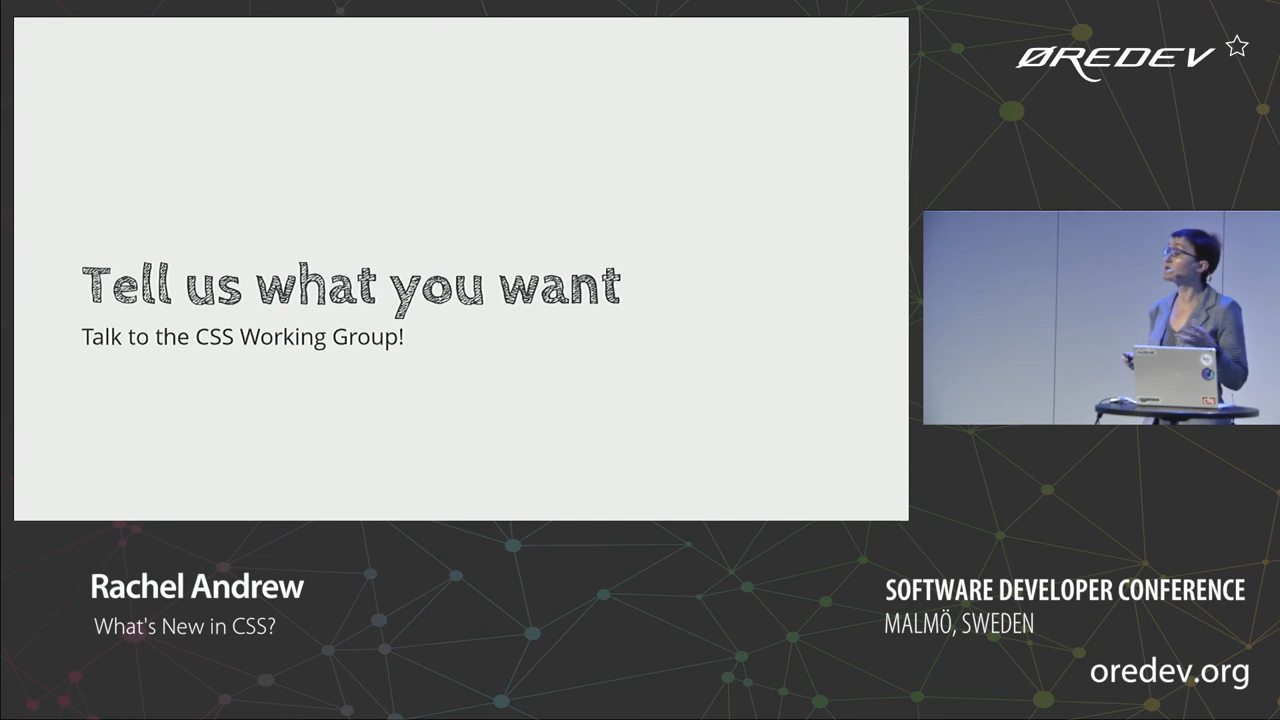 Tell us what you want
Talk to the CSS Working Group!
ØREDEV
Rachel Andrew
What's New in CSS?
SOFTWARE DEVELOPER CONFERENCE
MALMÖ, SWEDEN
oredev.org